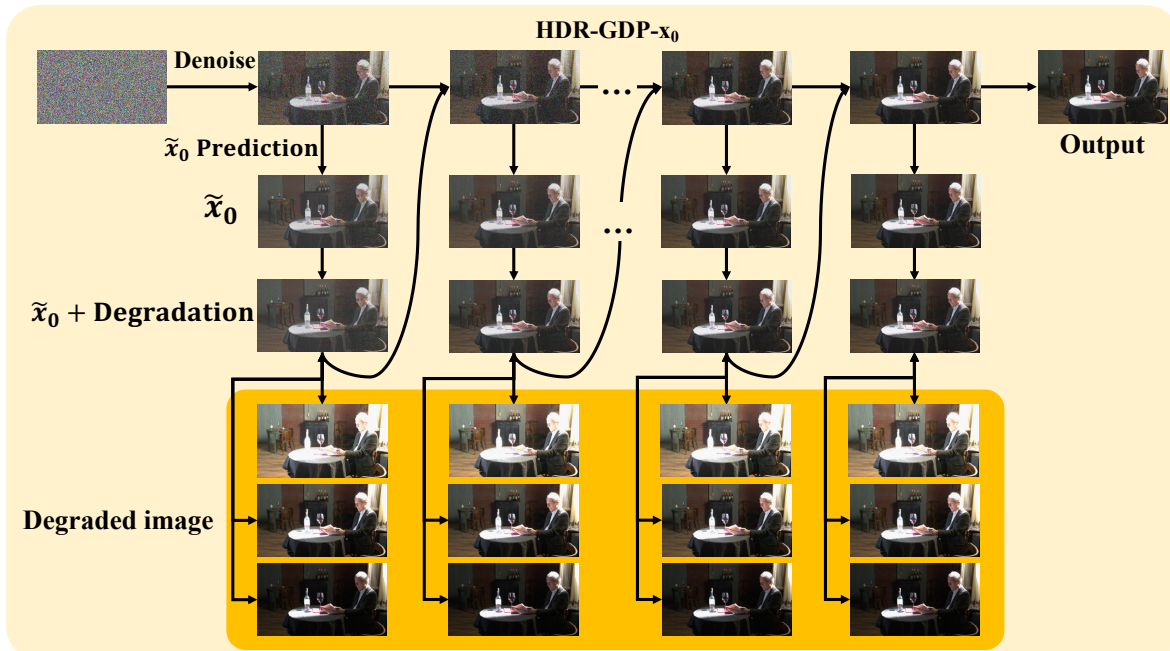 HDR-GDP-x₀
Denoise
...
Output
x̃₀ Prediction
x̃₀
...
x̃₀ + Degradation
Degraded image